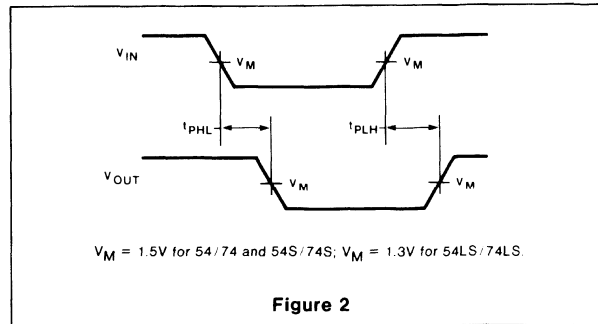 VIN
VM
VM
tPHL
tPLH
VOUT
VM
VM
VM = 1.5V for 54/74 and 54S/74S; VM = 1.3V for 54LS/74LS.
Figure 2